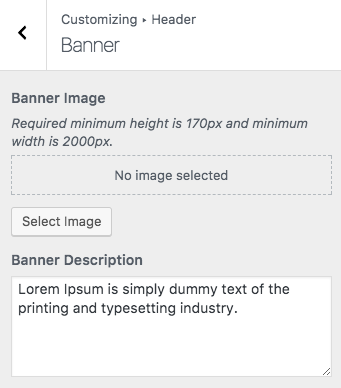 Customizing ▸ Header
Banner
Banner Image
Required minimum height is 170px and minimum
width is 2000px.
No image selected
Select Image
Banner Description
Lorem Ipsum is simply dummy text of the
printing and typesetting industry.